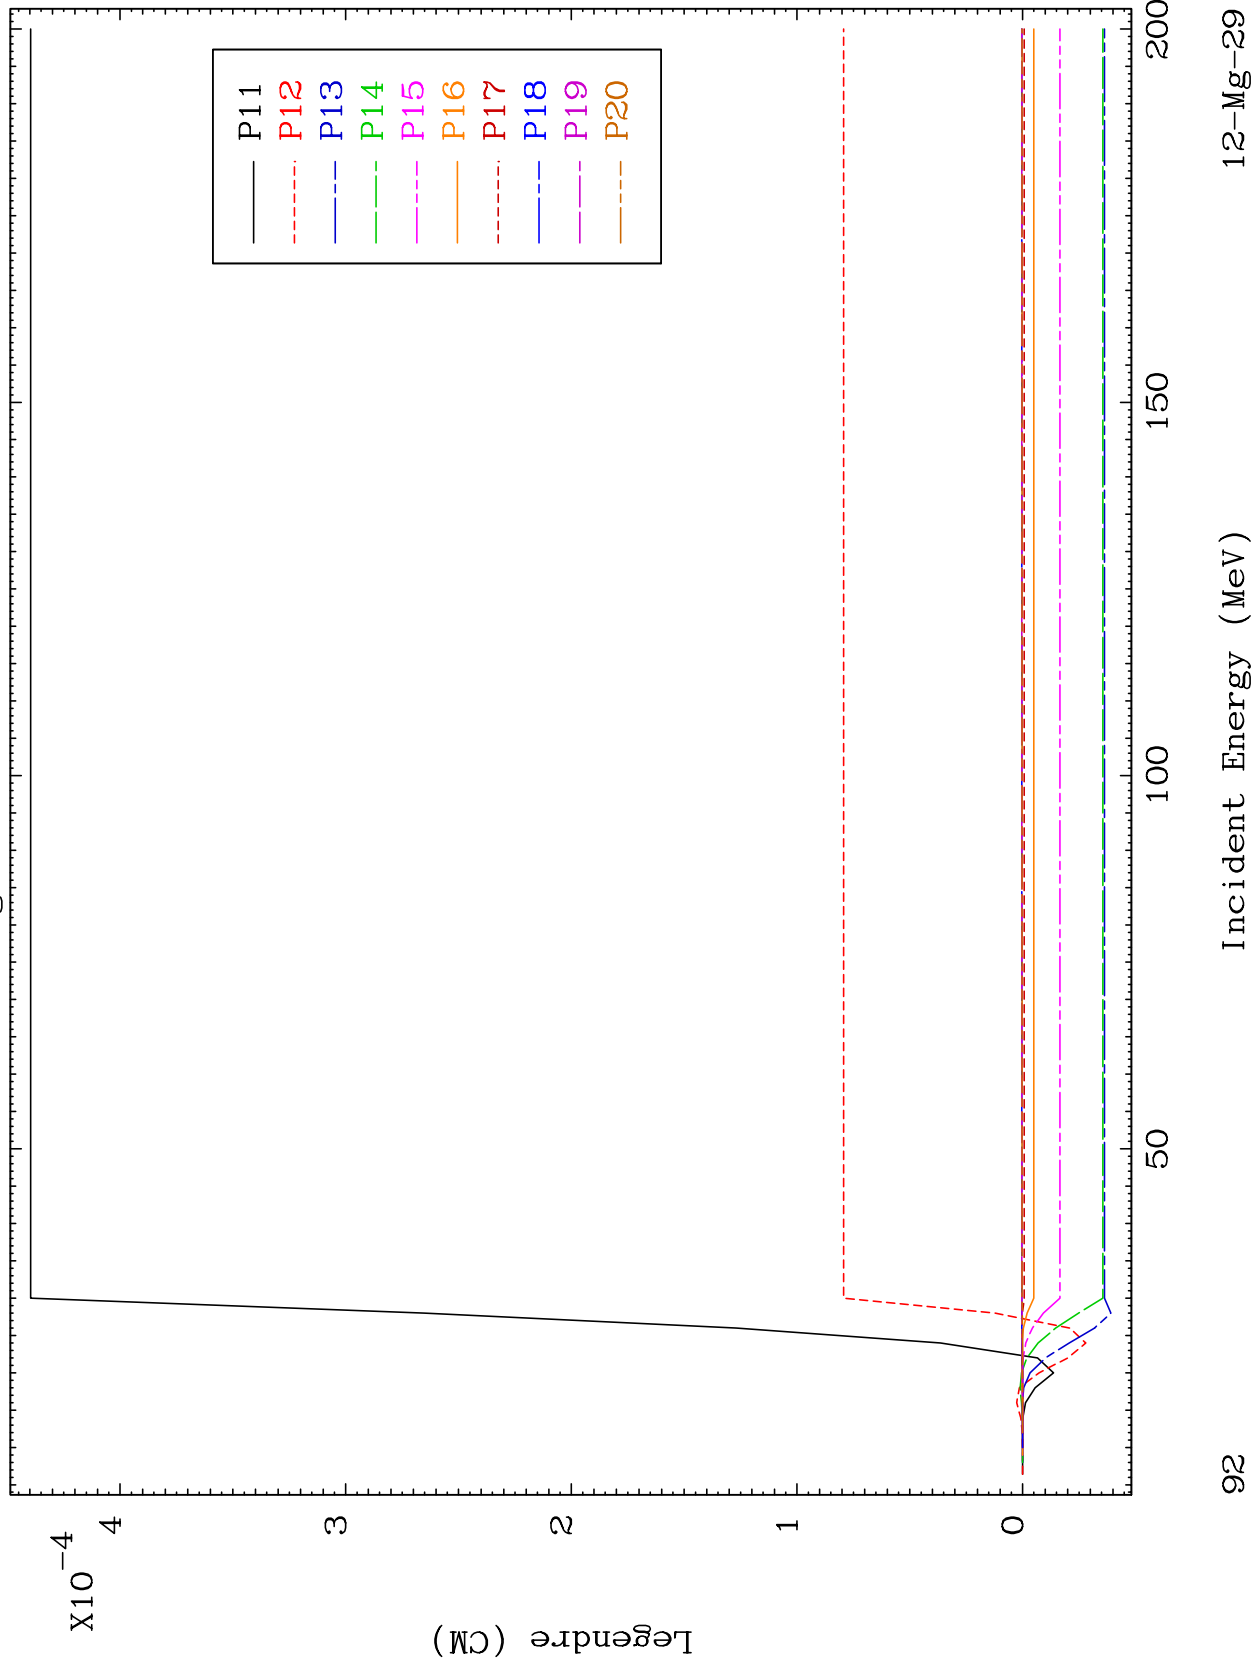 X10-4
4
3
2
1
0
Legendre (CM)
P11
P12
P13
P14
P15
P16
P17
P18
P19
P20
50
100
150
200
92
Incident Energy (MeV)
12-Mg-29